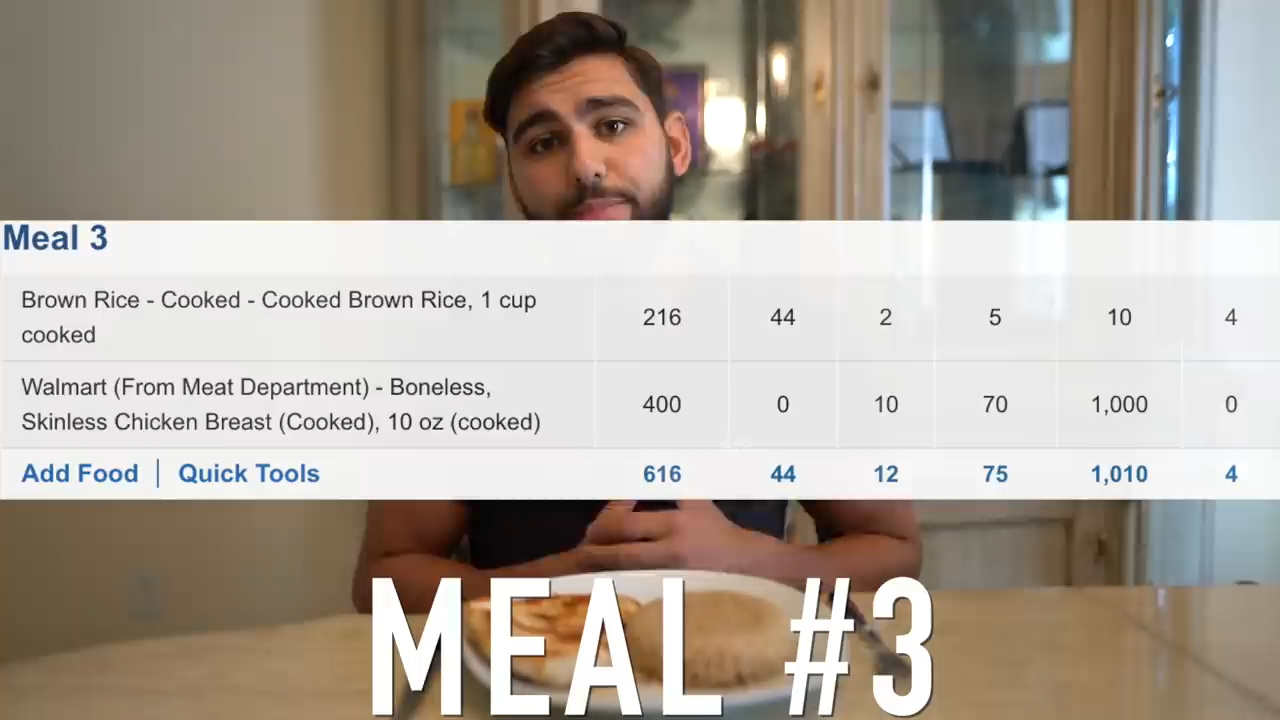 Meal 3
Brown Rice - Cooked - Cooked Brown Rice, 1 cup
cooked
216 44 2 5 10 4
Walmart (From Meat Department) - Boneless,
Skinless Chicken Breast (Cooked), 10 oz (cooked)
400 0 10 70 1,000 0
Add Food | Quick Tools 616 44 12 75 1,010 4
MEAL #3